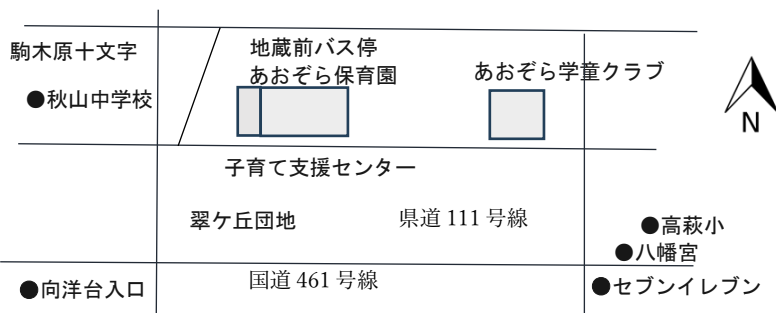 駒木原十文字
●秋山中学校
地蔵前バス停
あおぞら保育園
あおぞら学童クラブ
N
子育て支援センター
翠ケ丘団地
県道 111 号線
●高萩小
●八幡宮
●向洋台入口
国道 461 号線
●セブンイレブン